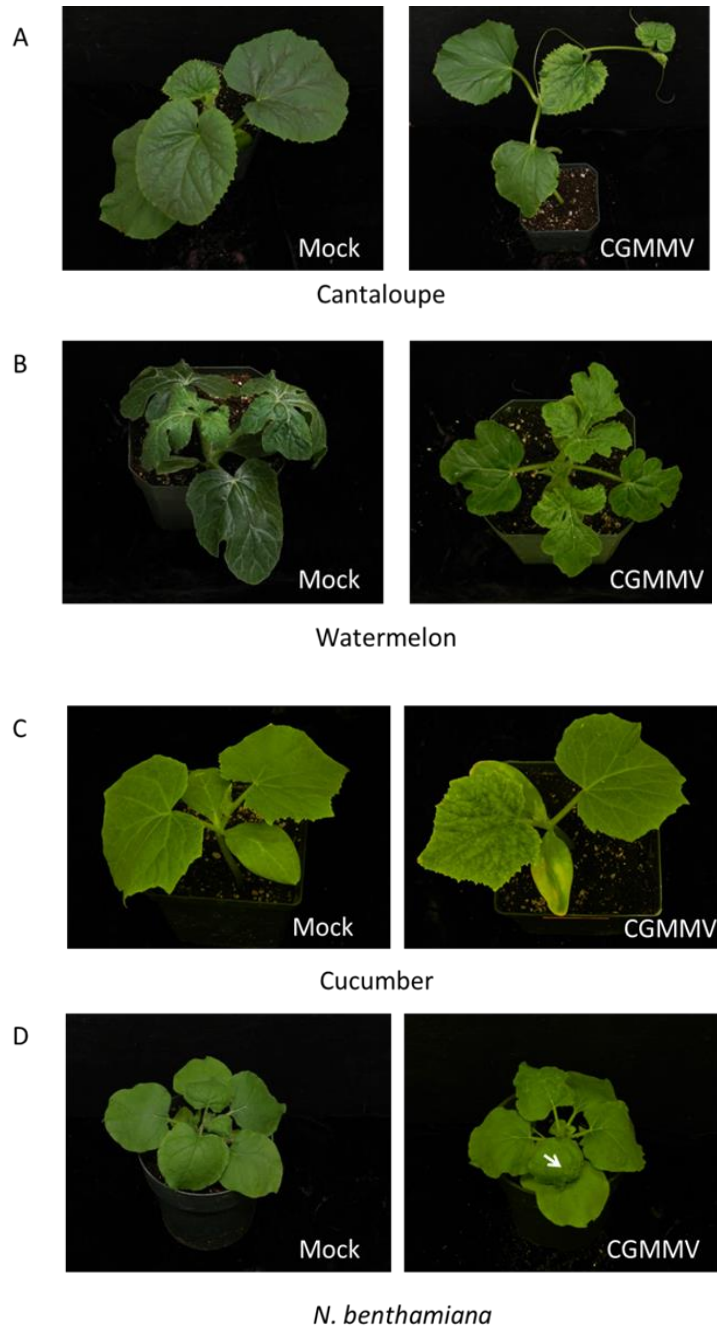 A
Mock
CGMMV
Cantaloupe
B
Mock
CGMMV
Watermelon
C
Mock
CGMMV
Cucumber
D
Mock
CGMMV
N. benthamiana